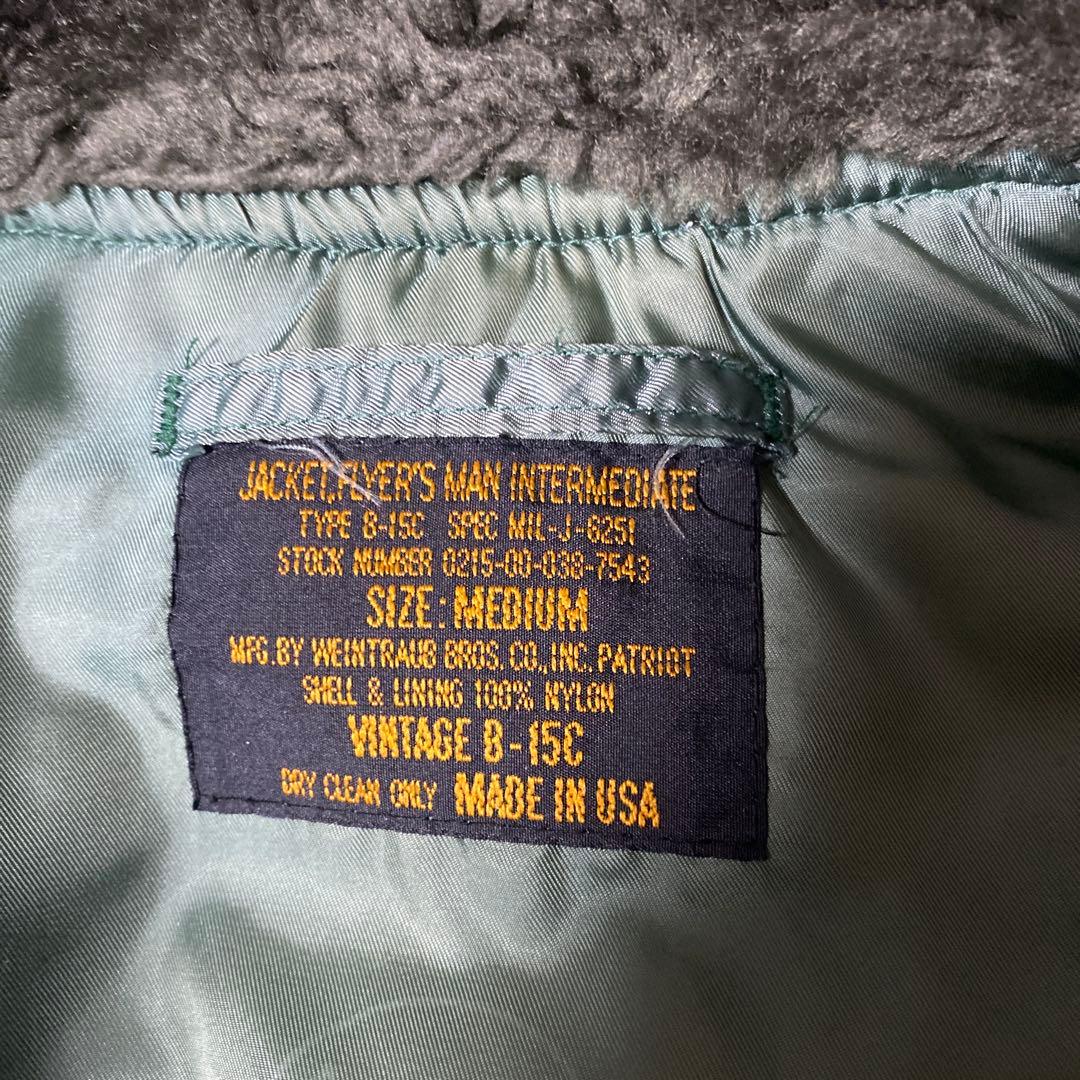 JACKET,FLYER'S MAN INTERMEDIATE
TYPE B-15C SPEC MIL-J-6251
STOCK NUMBER 0215-00-038-7543
SIZE: MEDIUM
MFG.BY WEINTRAUB BROS. CO.,INC. PATRIOT
SHELL & LINING 100% NYLON
VINTAGE B-15C
DRY CLEAN ONLY MADE IN USA